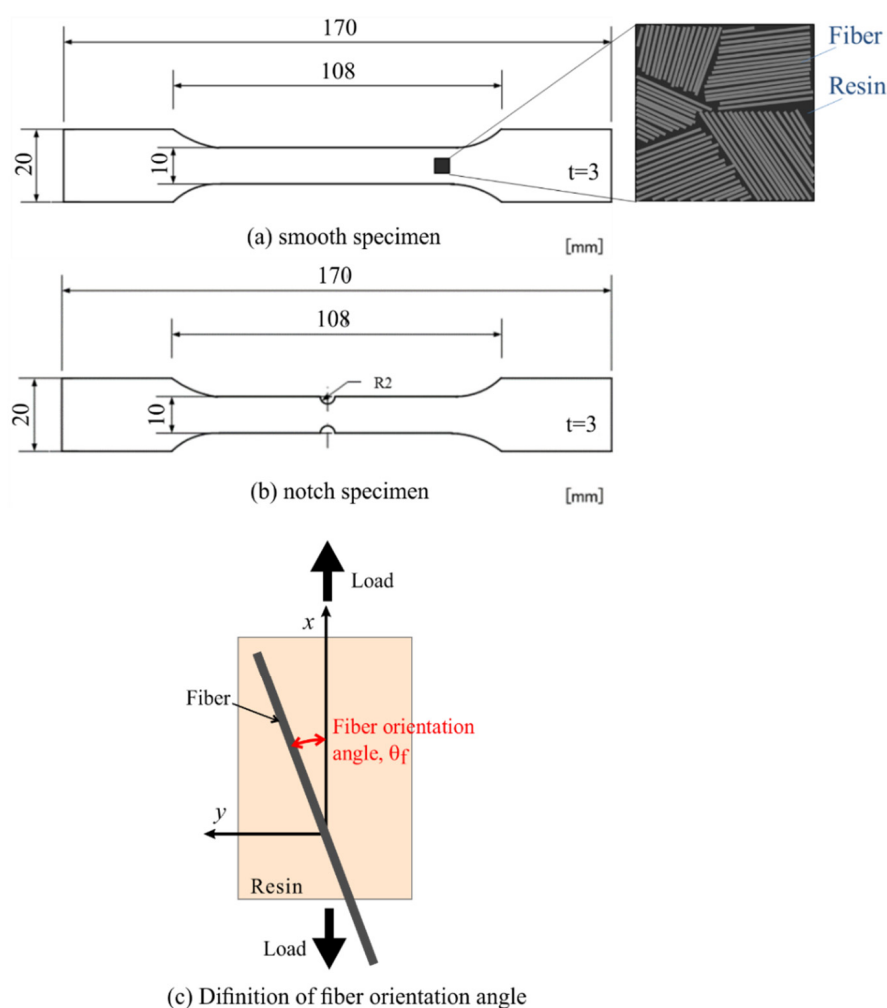 170
Fiber
108
Resin
20
10
t=3
(a) smooth specimen
[mm]
170
108
R2
20
10
t=3
(b) notch specimen
[mm]
Load
x
Fiber
Fiber orientation
angle, θf
y
Resin
Load
(c) Difinition of fiber orientation angle